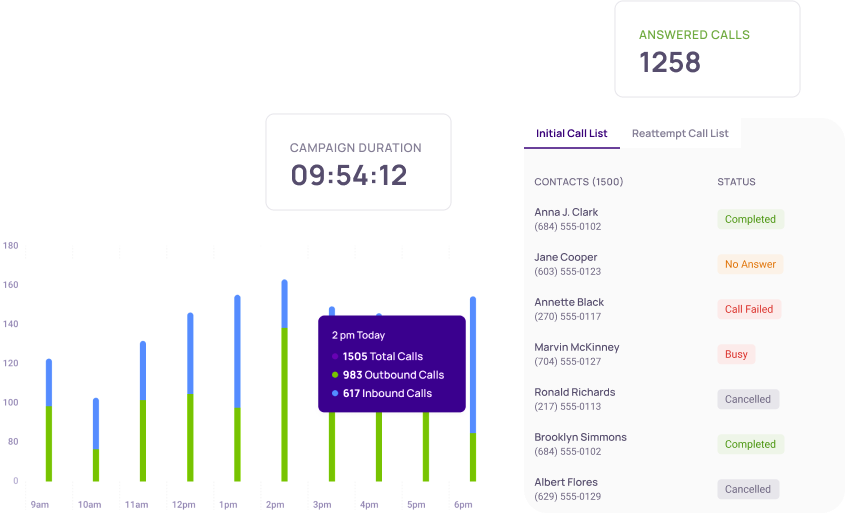 ANSWERED CALLS
1258
CAMPAIGN DURATION
09:54:12
Initial Call List Reattempt Call List
CONTACTS (1500) STATUS
Anna J. Clark
(684) 555-0102
Completed
Jane Cooper
(603) 555-0123
No Answer
Annette Black
(270) 555-0117
Call Failed
Marvin McKinney
(704) 555-0127
Busy
Ronald Richards
(217) 555-0113
Cancelled
Brooklyn Simmons
(684) 555-0102
Completed
Albert Flores
(629) 555-0129
Cancelled
180
160
140
120
100
80
0
2 pm Today
1505 Total Calls
983 Outbound Calls
617 Inbound Calls
9am 10am 11am 12pm 1pm 2pm 3pm 4pm 5pm 6pm